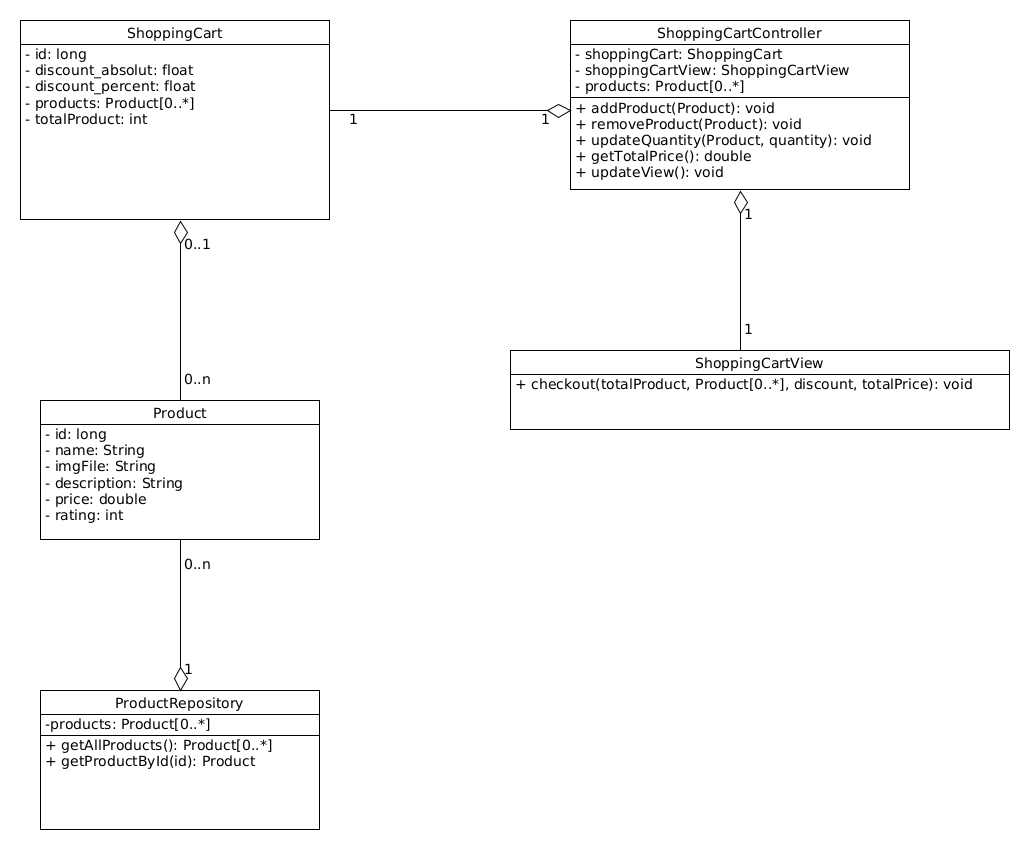 ShoppingCart
- id: long
- discount_absolut: float
- discount_percent: float
- products: Product[0..*]
- totalProduct: int
1
1
ShoppingCartController
- shoppingCart: ShoppingCart
- shoppingCartView: ShoppingCartView
- products: Product[0..*]
+ addProduct(Product): void
+ removeProduct(Product): void
+ updateQuantity(Product, quantity): void
+ getTotalPrice(): double
+ updateView(): void
1
1
ShoppingCartView
+ checkout(totalProduct, Product[0..*], discount, totalPrice): void
0..1
0..n
Product
- id: long
- name: String
- imgFile: String
- description: String
- price: double
- rating: int
0..n
1
ProductRepository
-products: Product[0..*]
+ getAllProducts(): Product[0..*]
+ getProductById(id): Product